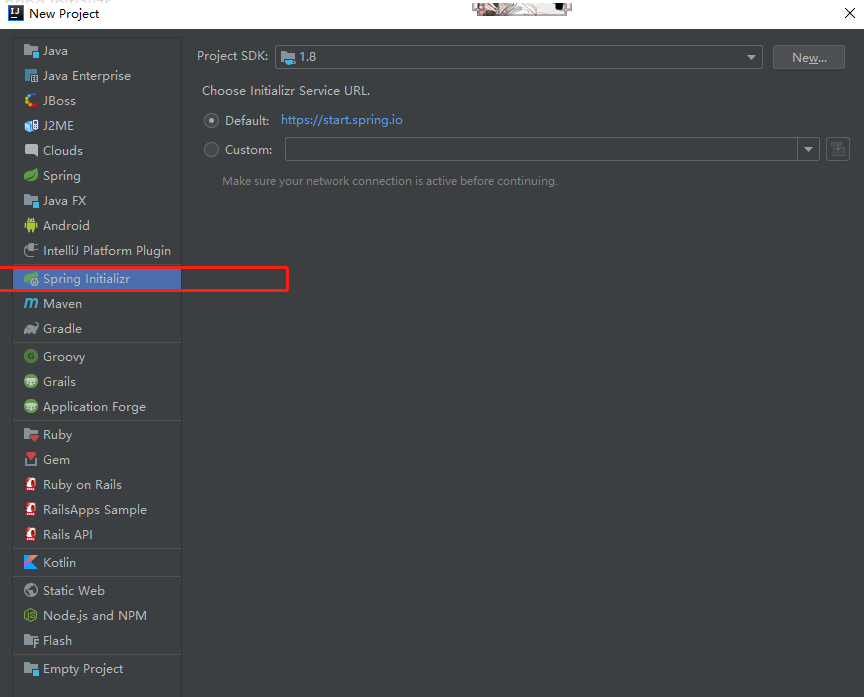 New Project
Java
Java Enterprise
JBoss
J2ME
Clouds
Spring
Java FX
Android
IntelliJ Platform Plugin
Spring Initializr
Maven
Gradle
Groovy
Grails
Application Forge
Ruby
Gem
Ruby on Rails
RailsApps Sample
Rails API
Kotlin
Static Web
Node.js and NPM
Flash
Empty Project
Project SDK: 1.8 New...
Choose Initializr Service URL.
Default: https://start.spring.io
Custom:
Make sure your network connection is active before continuing.